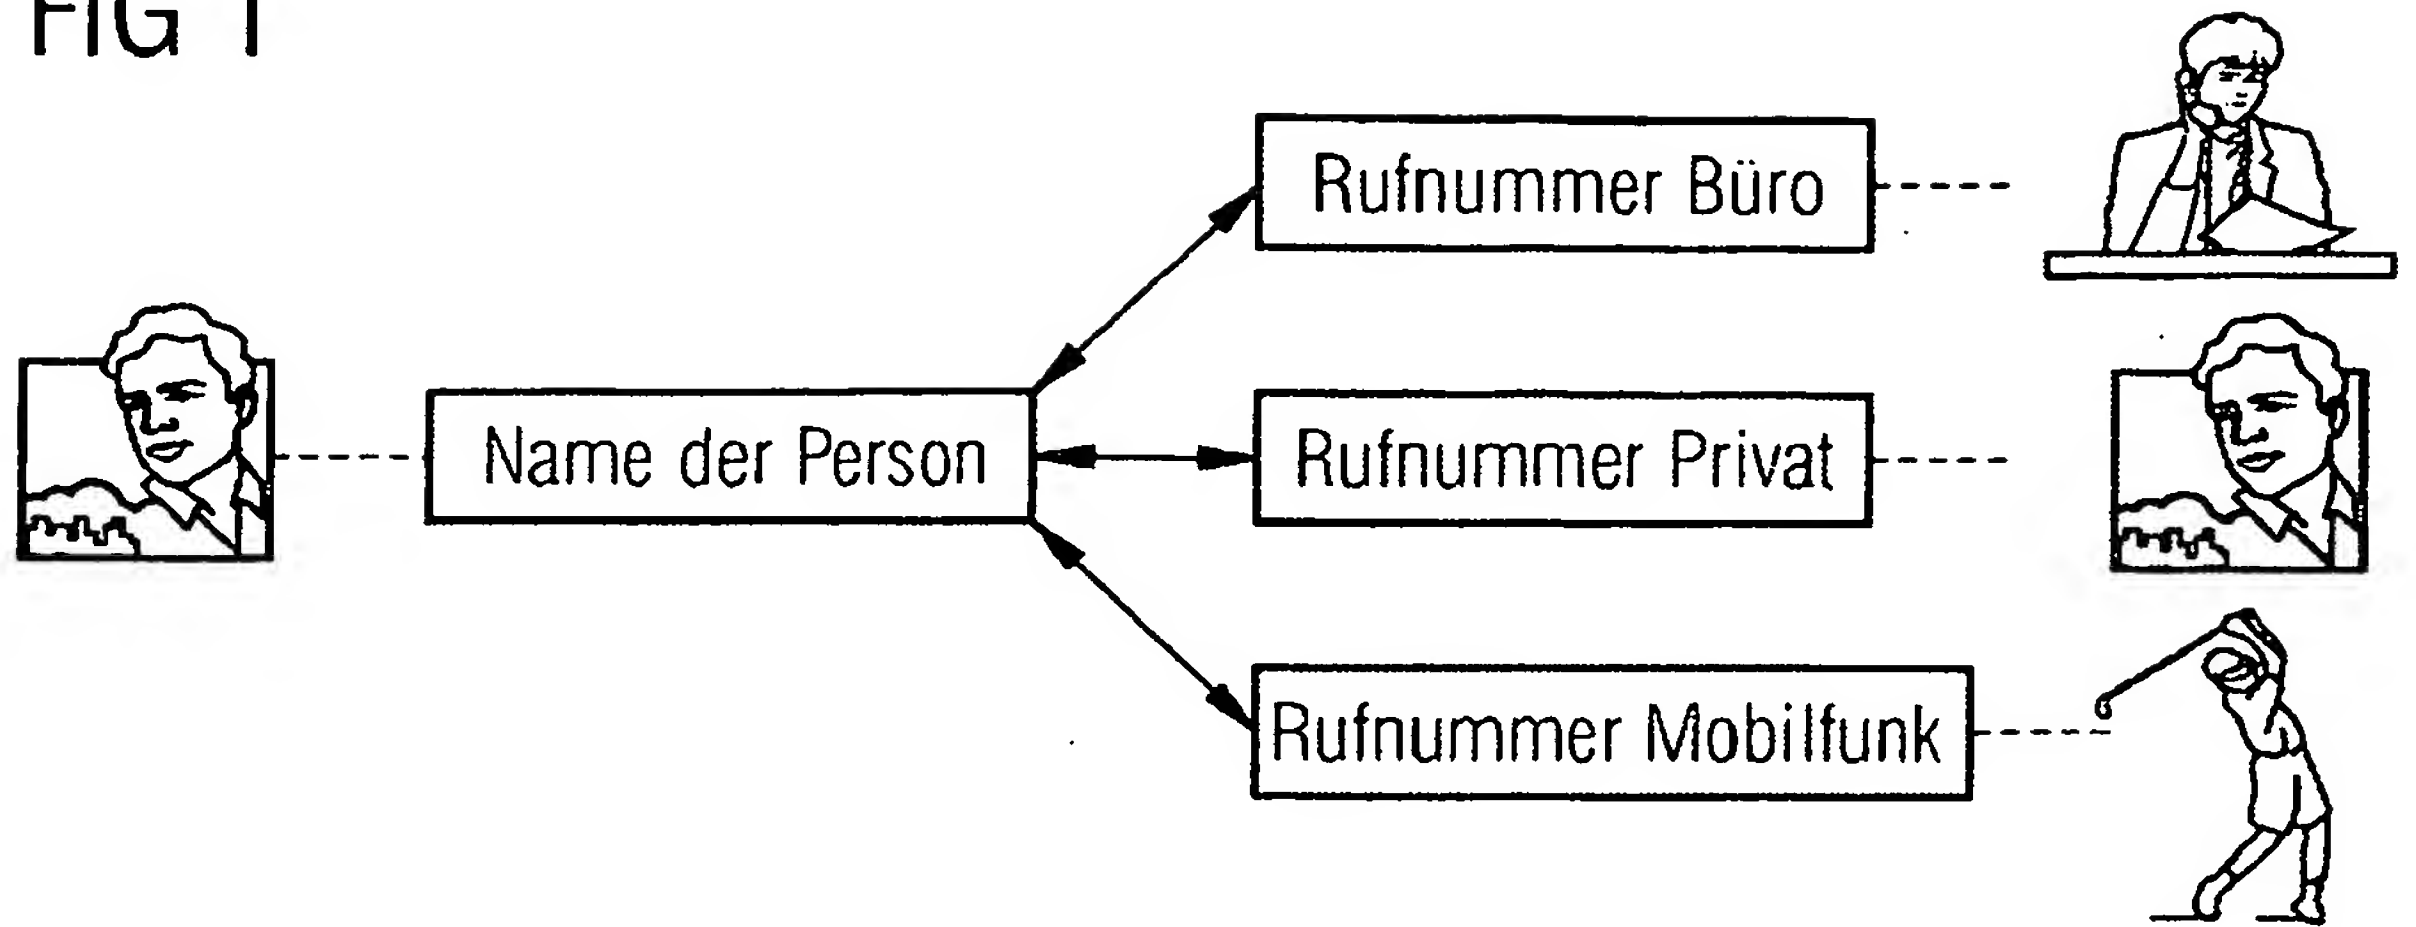 FIG 1
Rufnummer Büro
Name der Person
Rufnummer Privat
Rufnummer Mobilfunk